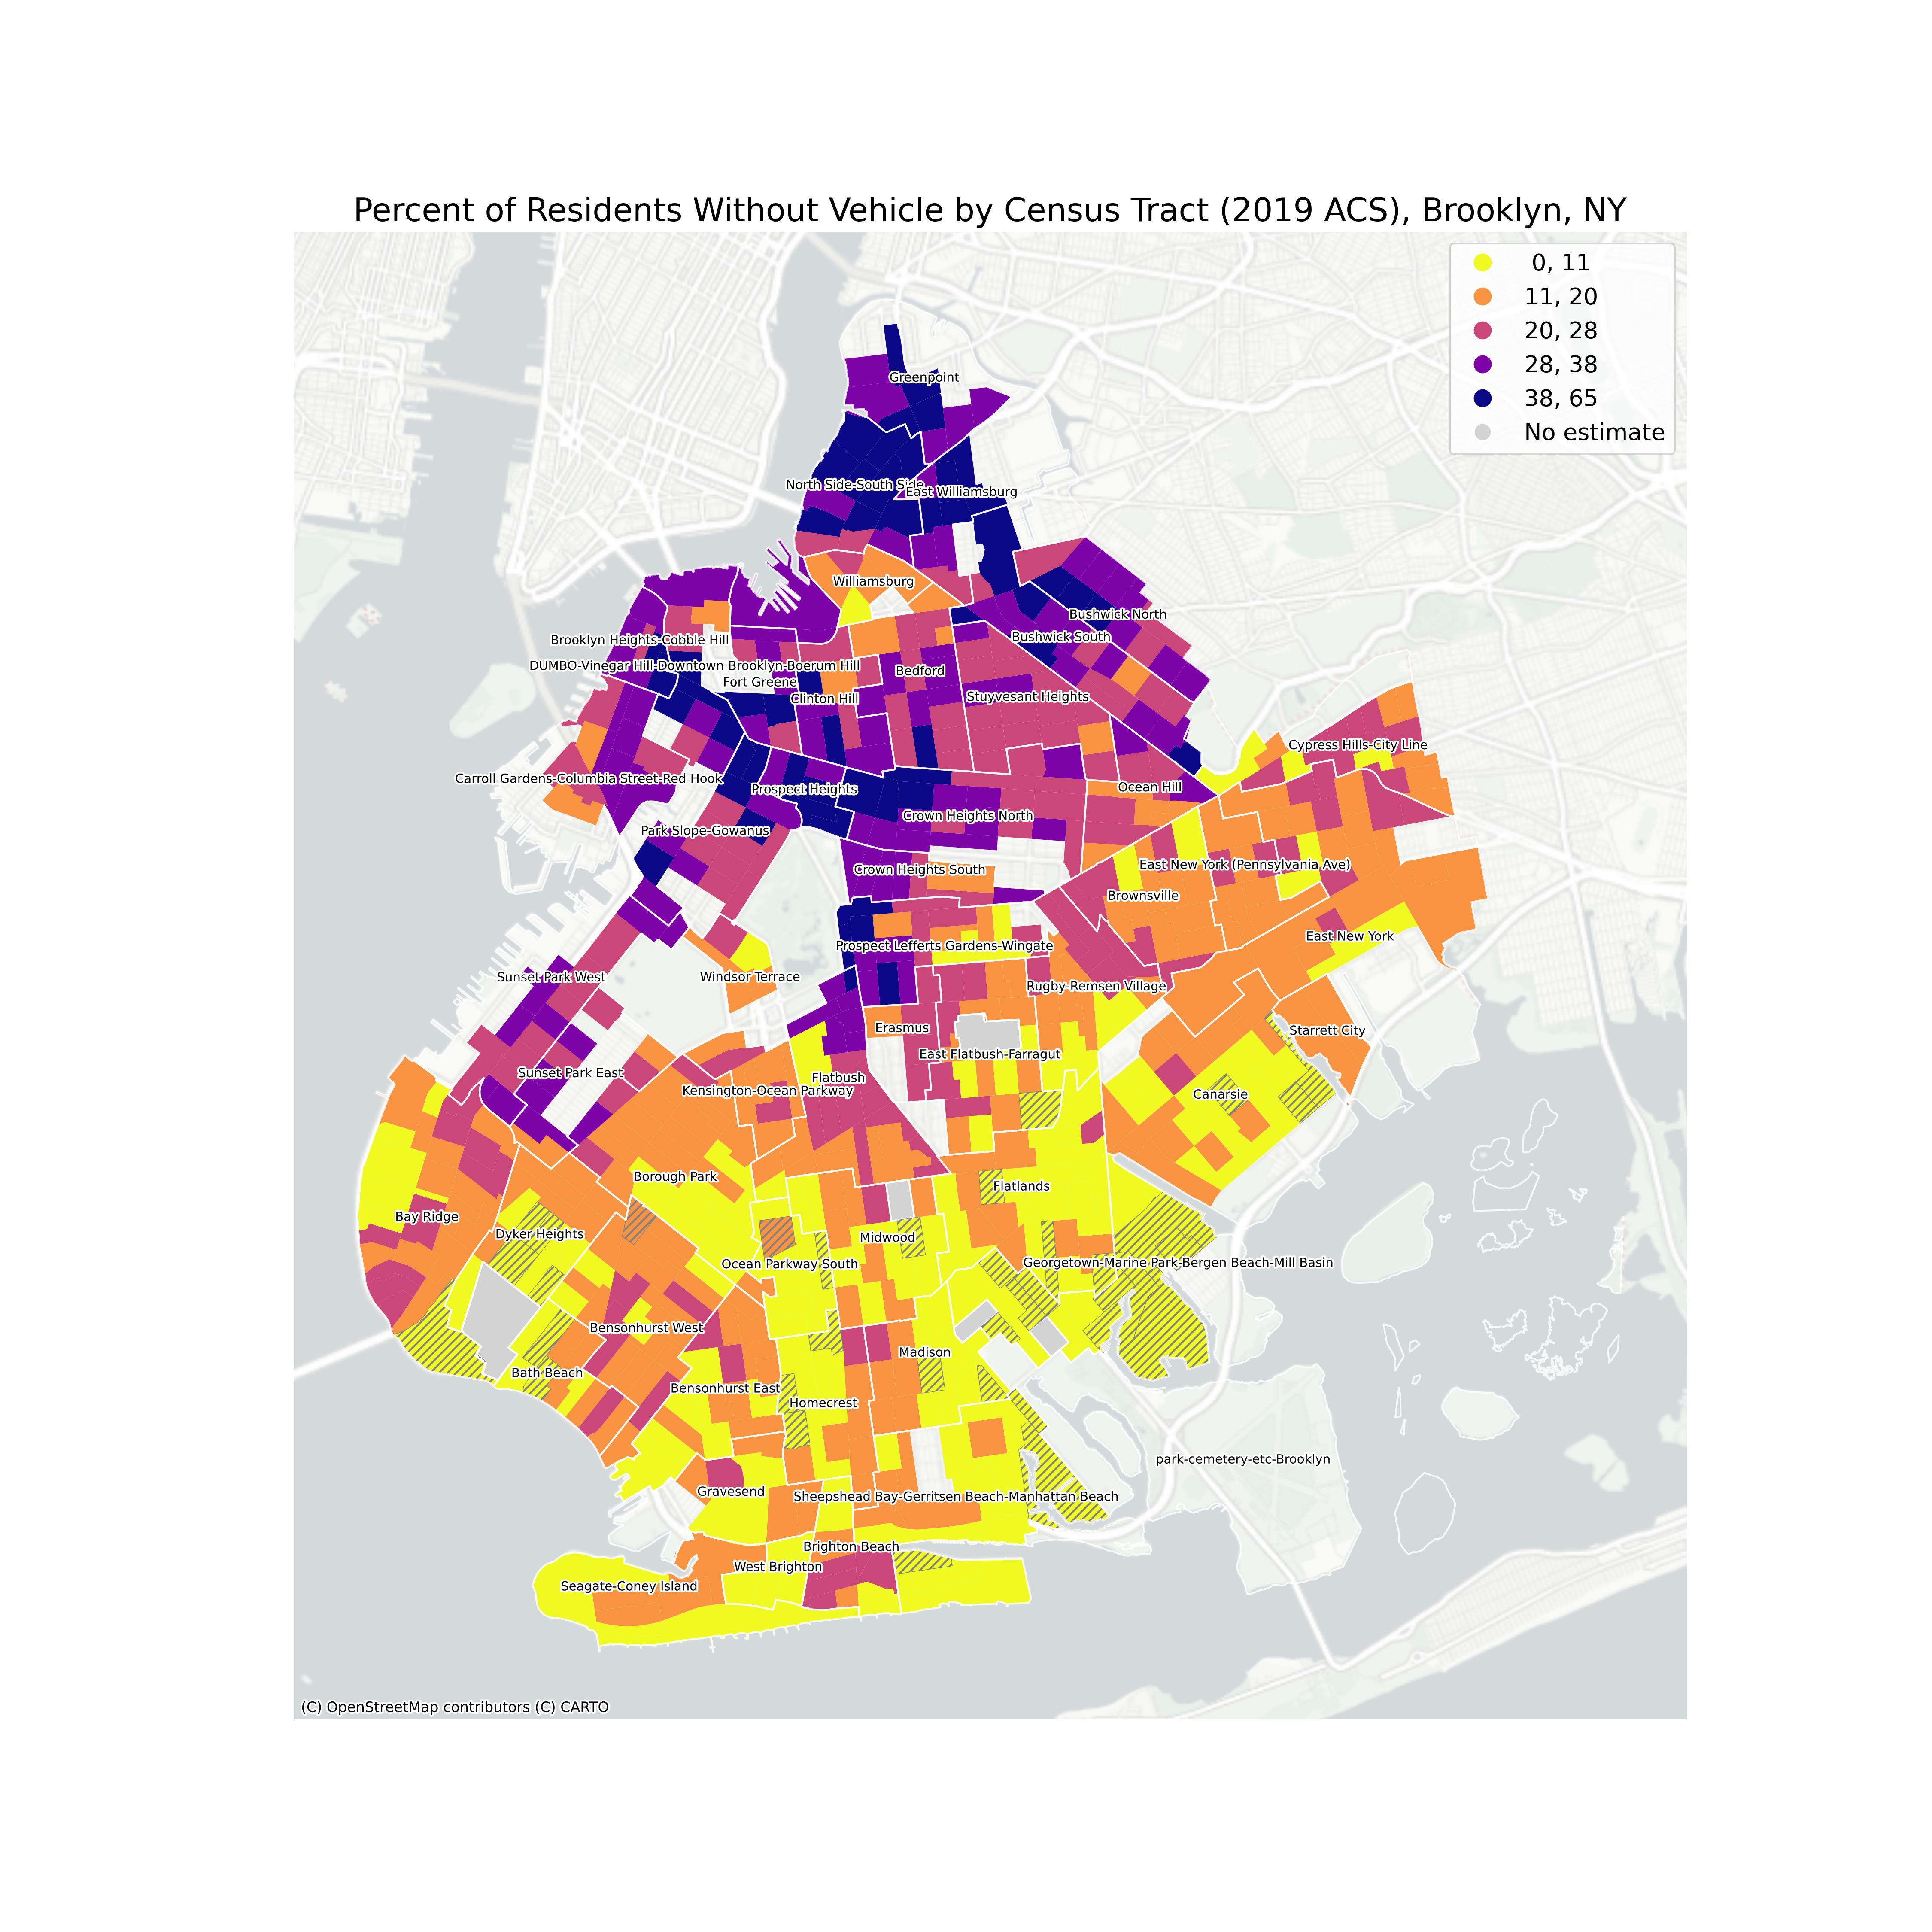 Percent of Residents Without Vehicle by Census Tract (2019 ACS), Brooklyn, NY
0, 11
11, 20
20, 28
28, 38
38, 65
No estimate
Greenpoint
North Side-South Side
East Williamsburg
Williamsburg
Bushwick North
Bushwick South
Brooklyn Heights-Cobble Hill
DUMBO-Vinegar Hill-Downtown Brooklyn-Boerum Hill
Bedford
Fort Greene
Clinton Hill
Stuyvesant Heights
Cypress Hills-City Line
Carroll Gardens-Columbia Street-Red Hook
Prospect Heights
Ocean Hill
Crown Heights North
Park Slope-Gowanus
East New York (Pennsylvania Ave)
Crown Heights South
Brownsville
East New York
Prospect Lefferts Gardens-Wingate
Sunset Park West
Windsor Terrace
Rugby-Remsen Village
Erasmus
Starrett City
East Flatbush-Farragut
Sunset Park East
Flatbush
Kensington-Ocean Parkway
Canarsie
Borough Park
Flatlands
Bay Ridge
Dyker Heights
Midwood
Ocean Parkway South
Georgetown-Marine Park-Bergen Beach-Mill Basin
Bensonhurst West
Madison
Bath Beach
Bensonhurst East
Homecrest
park-cemetery-etc-Brooklyn
Gravesend
Sheepshead Bay-Gerritsen Beach-Manhattan Beach
Brighton Beach
West Brighton
Seagate-Coney Island
(C) OpenStreetMap contributors (C) CARTO